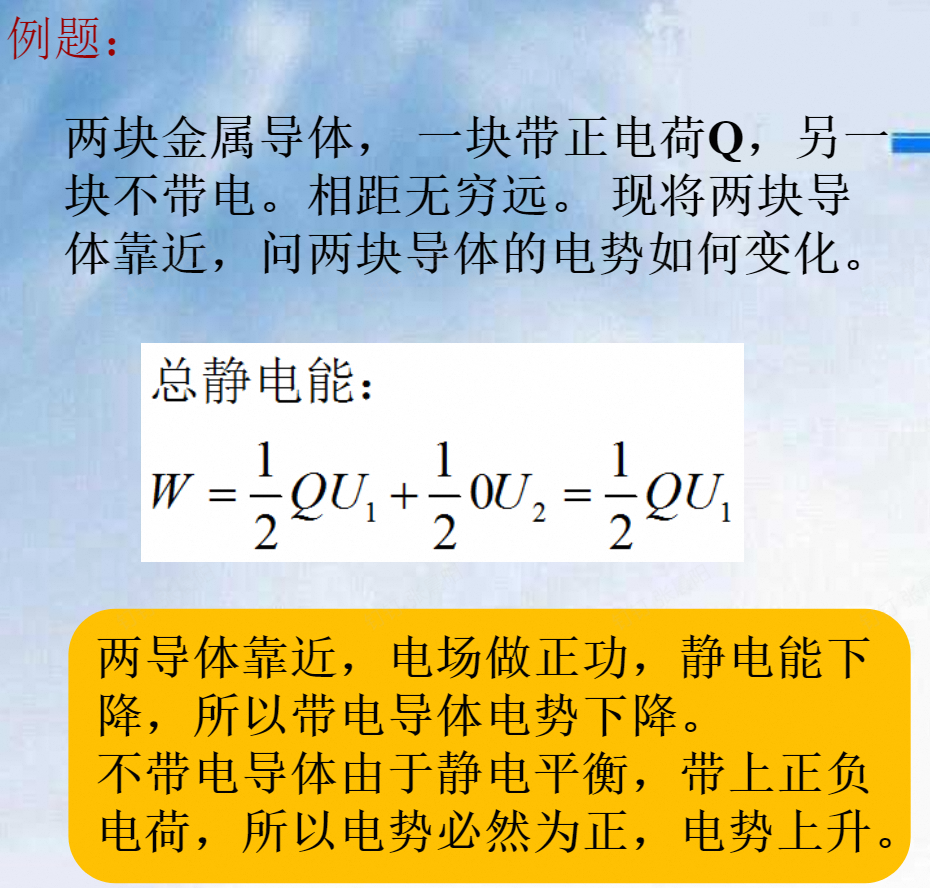 例题：
两块金属导体， 一块带正电荷Q，另一
块不带电。相距无穷远。 现将两块导
体靠近，问两块导体的电势如何变化。
总静电能：
W = \frac{1}{2}QU_1 + \frac{1}{2}0U_2 = \frac{1}{2}QU_1
两导体靠近，电场做正功，静电能下
降，所以带电导体电势下降。
不带电导体由于静电平衡，带上正负
电荷，所以电势必然为正，电势上升。